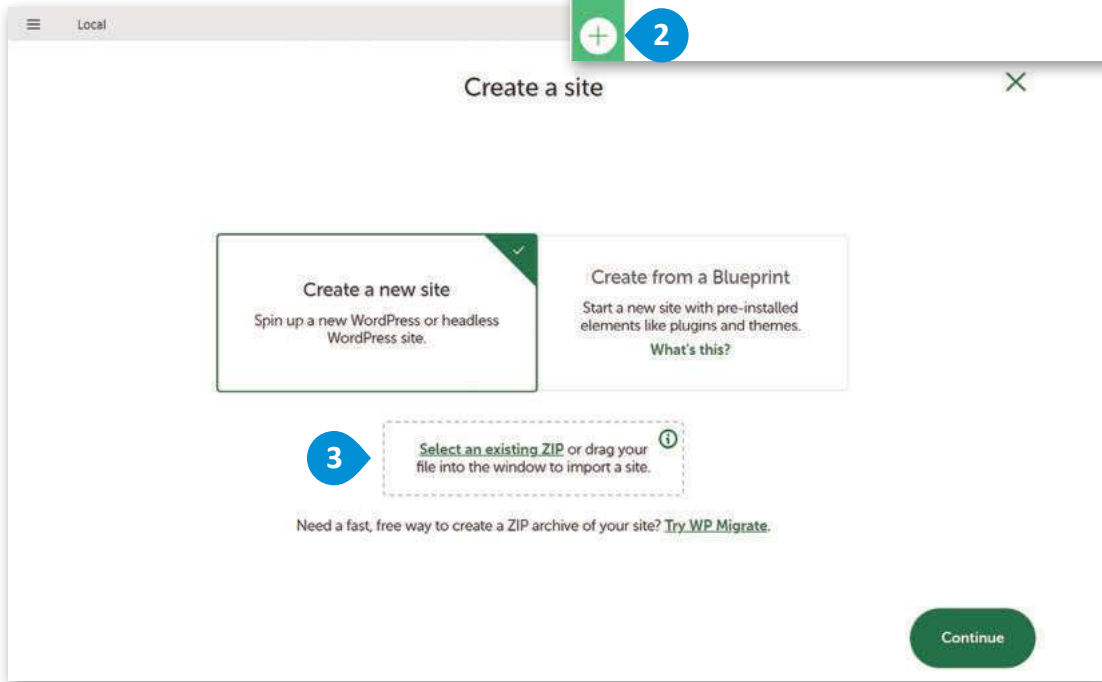 Local
2
Create a site
Create a new site
Spin up a new WordPress or headless
WordPress site.
Create from a Blueprint
Start a new site with pre-installed
elements like plugins and themes.
What's this?
3
Select an existing ZIP or drag your
file into the window to import a site.
Need a fast, free way to create a ZIP archive of your site? Try WP Migrate.
Continue